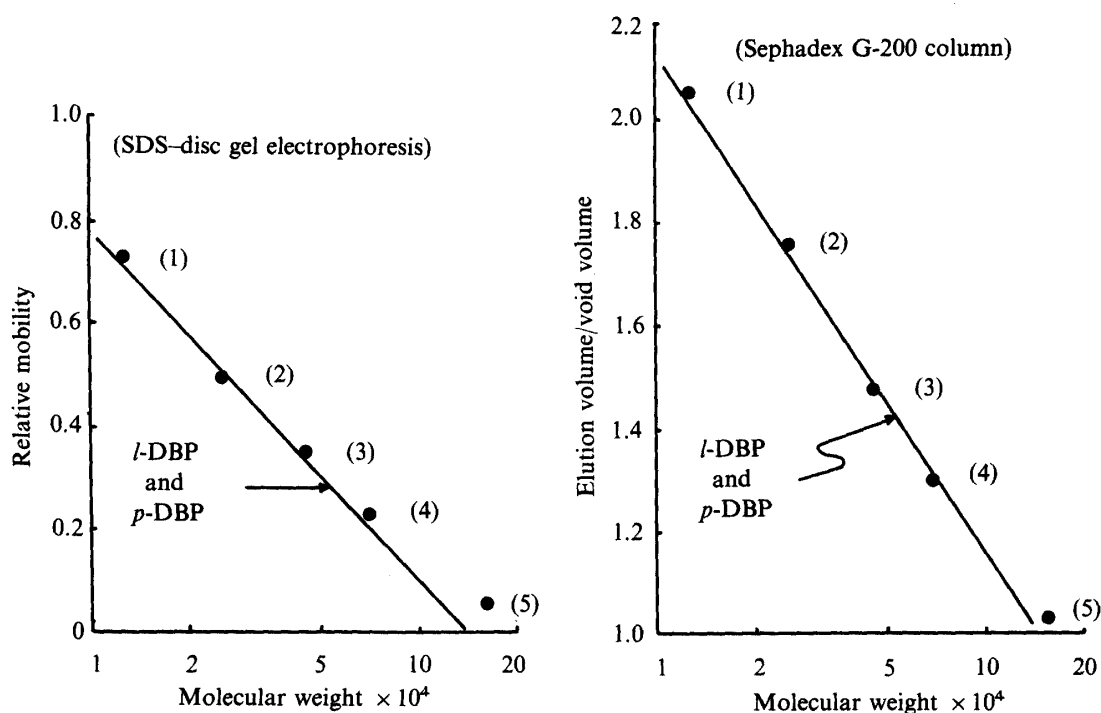 (SDS–disc gel electrophoresis)
Relative mobility
1.0
0.8
0.6
0.4
0.2
0
(1)
(2)
(3)
(4)
(5)
l-DBP
and
p-DBP
1 2 5 10 20
Molecular weight × 10⁴
(Sephadex G-200 column)
Elution volume/void volume
2.2
2.0
1.8
1.6
1.4
1.2
1.0
(1)
(2)
(3)
(4)
(5)
l-DBP
and
p-DBP
1 2 5 10 20
Molecular weight × 10⁴